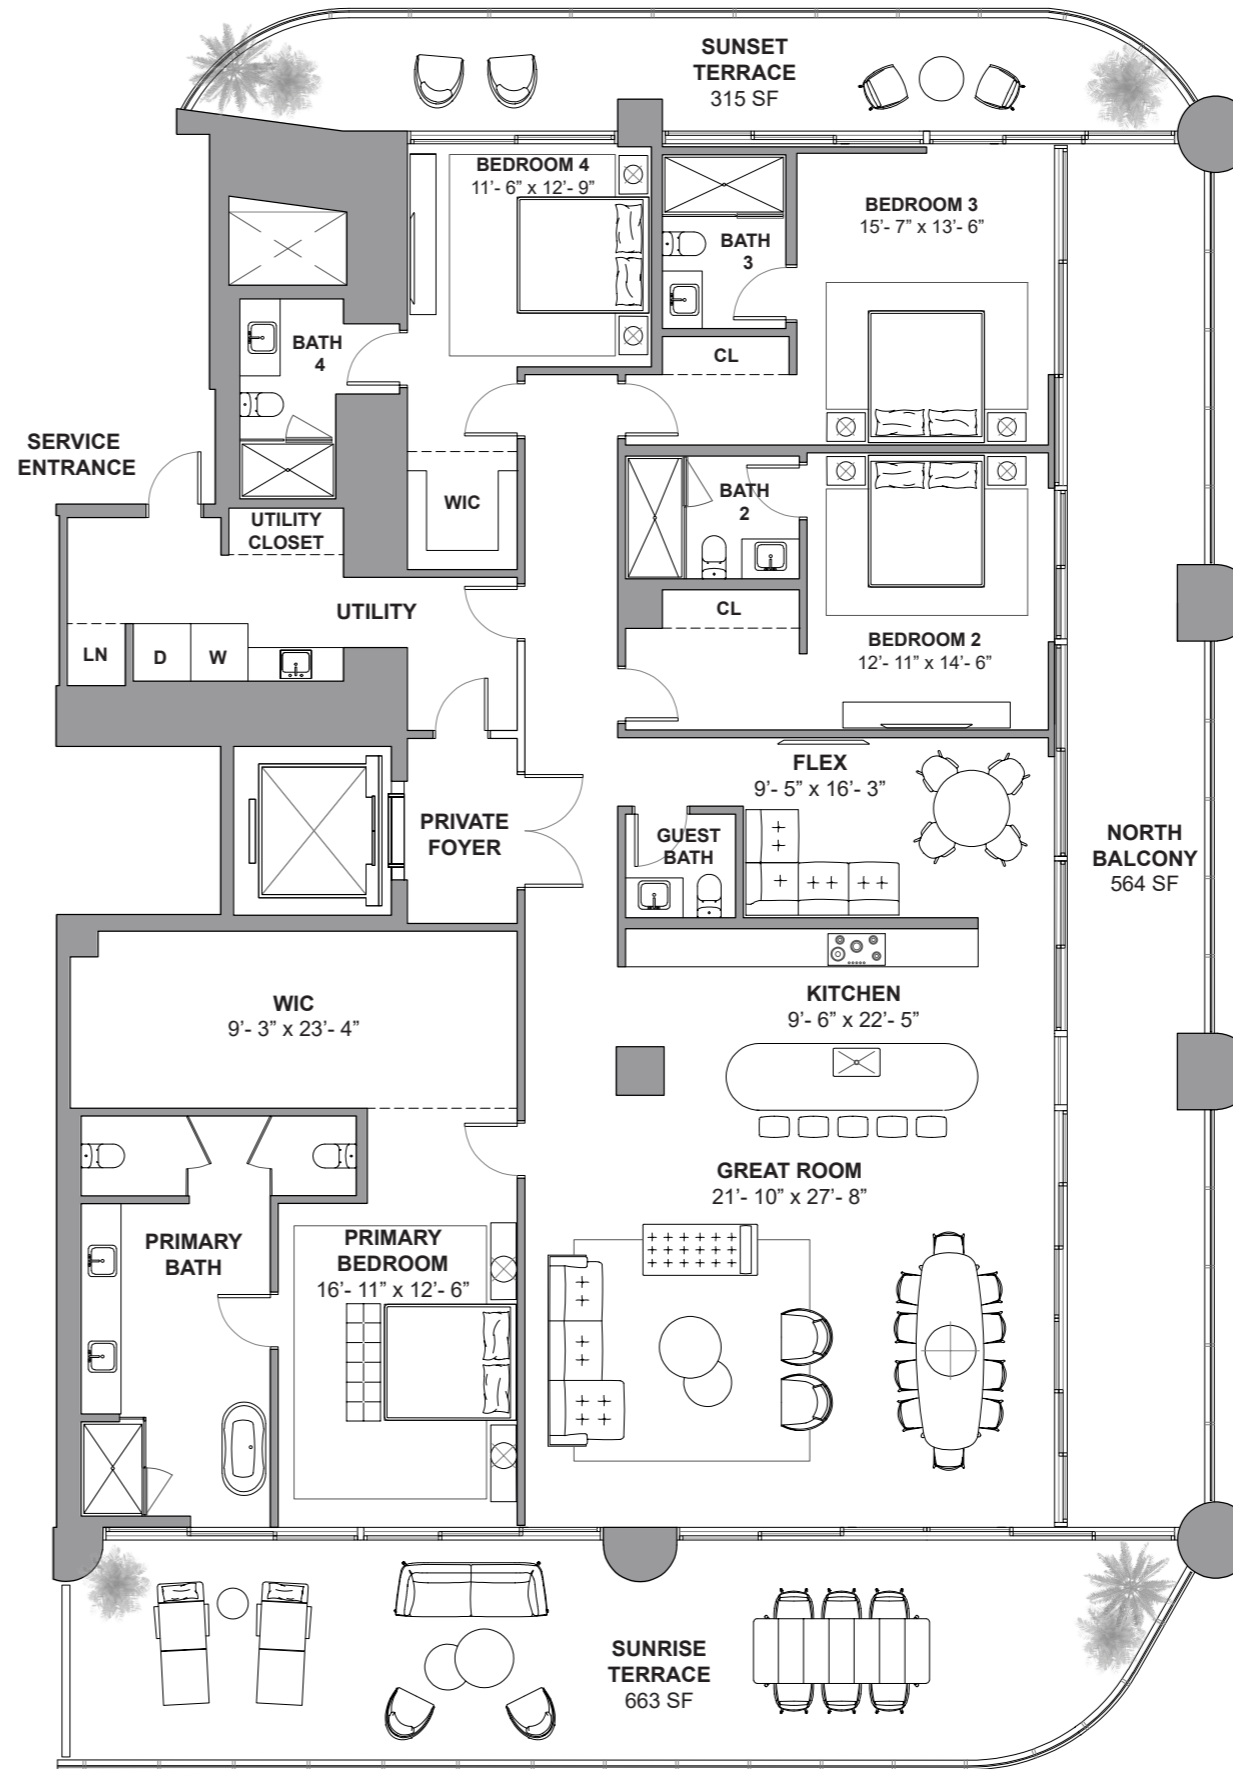 SUNSET
TERRACE
315 SF
BEDROOM 4
11'- 6” x 12'- 9”
BEDROOM 3
15'- 7” x 13'- 6”
BATH
3
BATH
4
CL
SERVICE
ENTRANCE
WIC
BATH
2
UTILITY
CLOSET
UTILITY
CL
LN
D
W
BEDROOM 2
12'- 11” x 14'- 6”
FLEX
9'- 5” x 16'- 3”
PRIVATE
FOYER
GUEST
BATH
NORTH
BALCONY
564 SF
WIC
9'- 3” x 23'- 4”
KITCHEN
9'- 6” x 22'- 5”
GREAT ROOM
21'- 10” x 27'- 8”
PRIMARY
BATH
PRIMARY
BEDROOM
16'- 11” x 12'- 6”
SUNRISE
TERRACE
663 SF